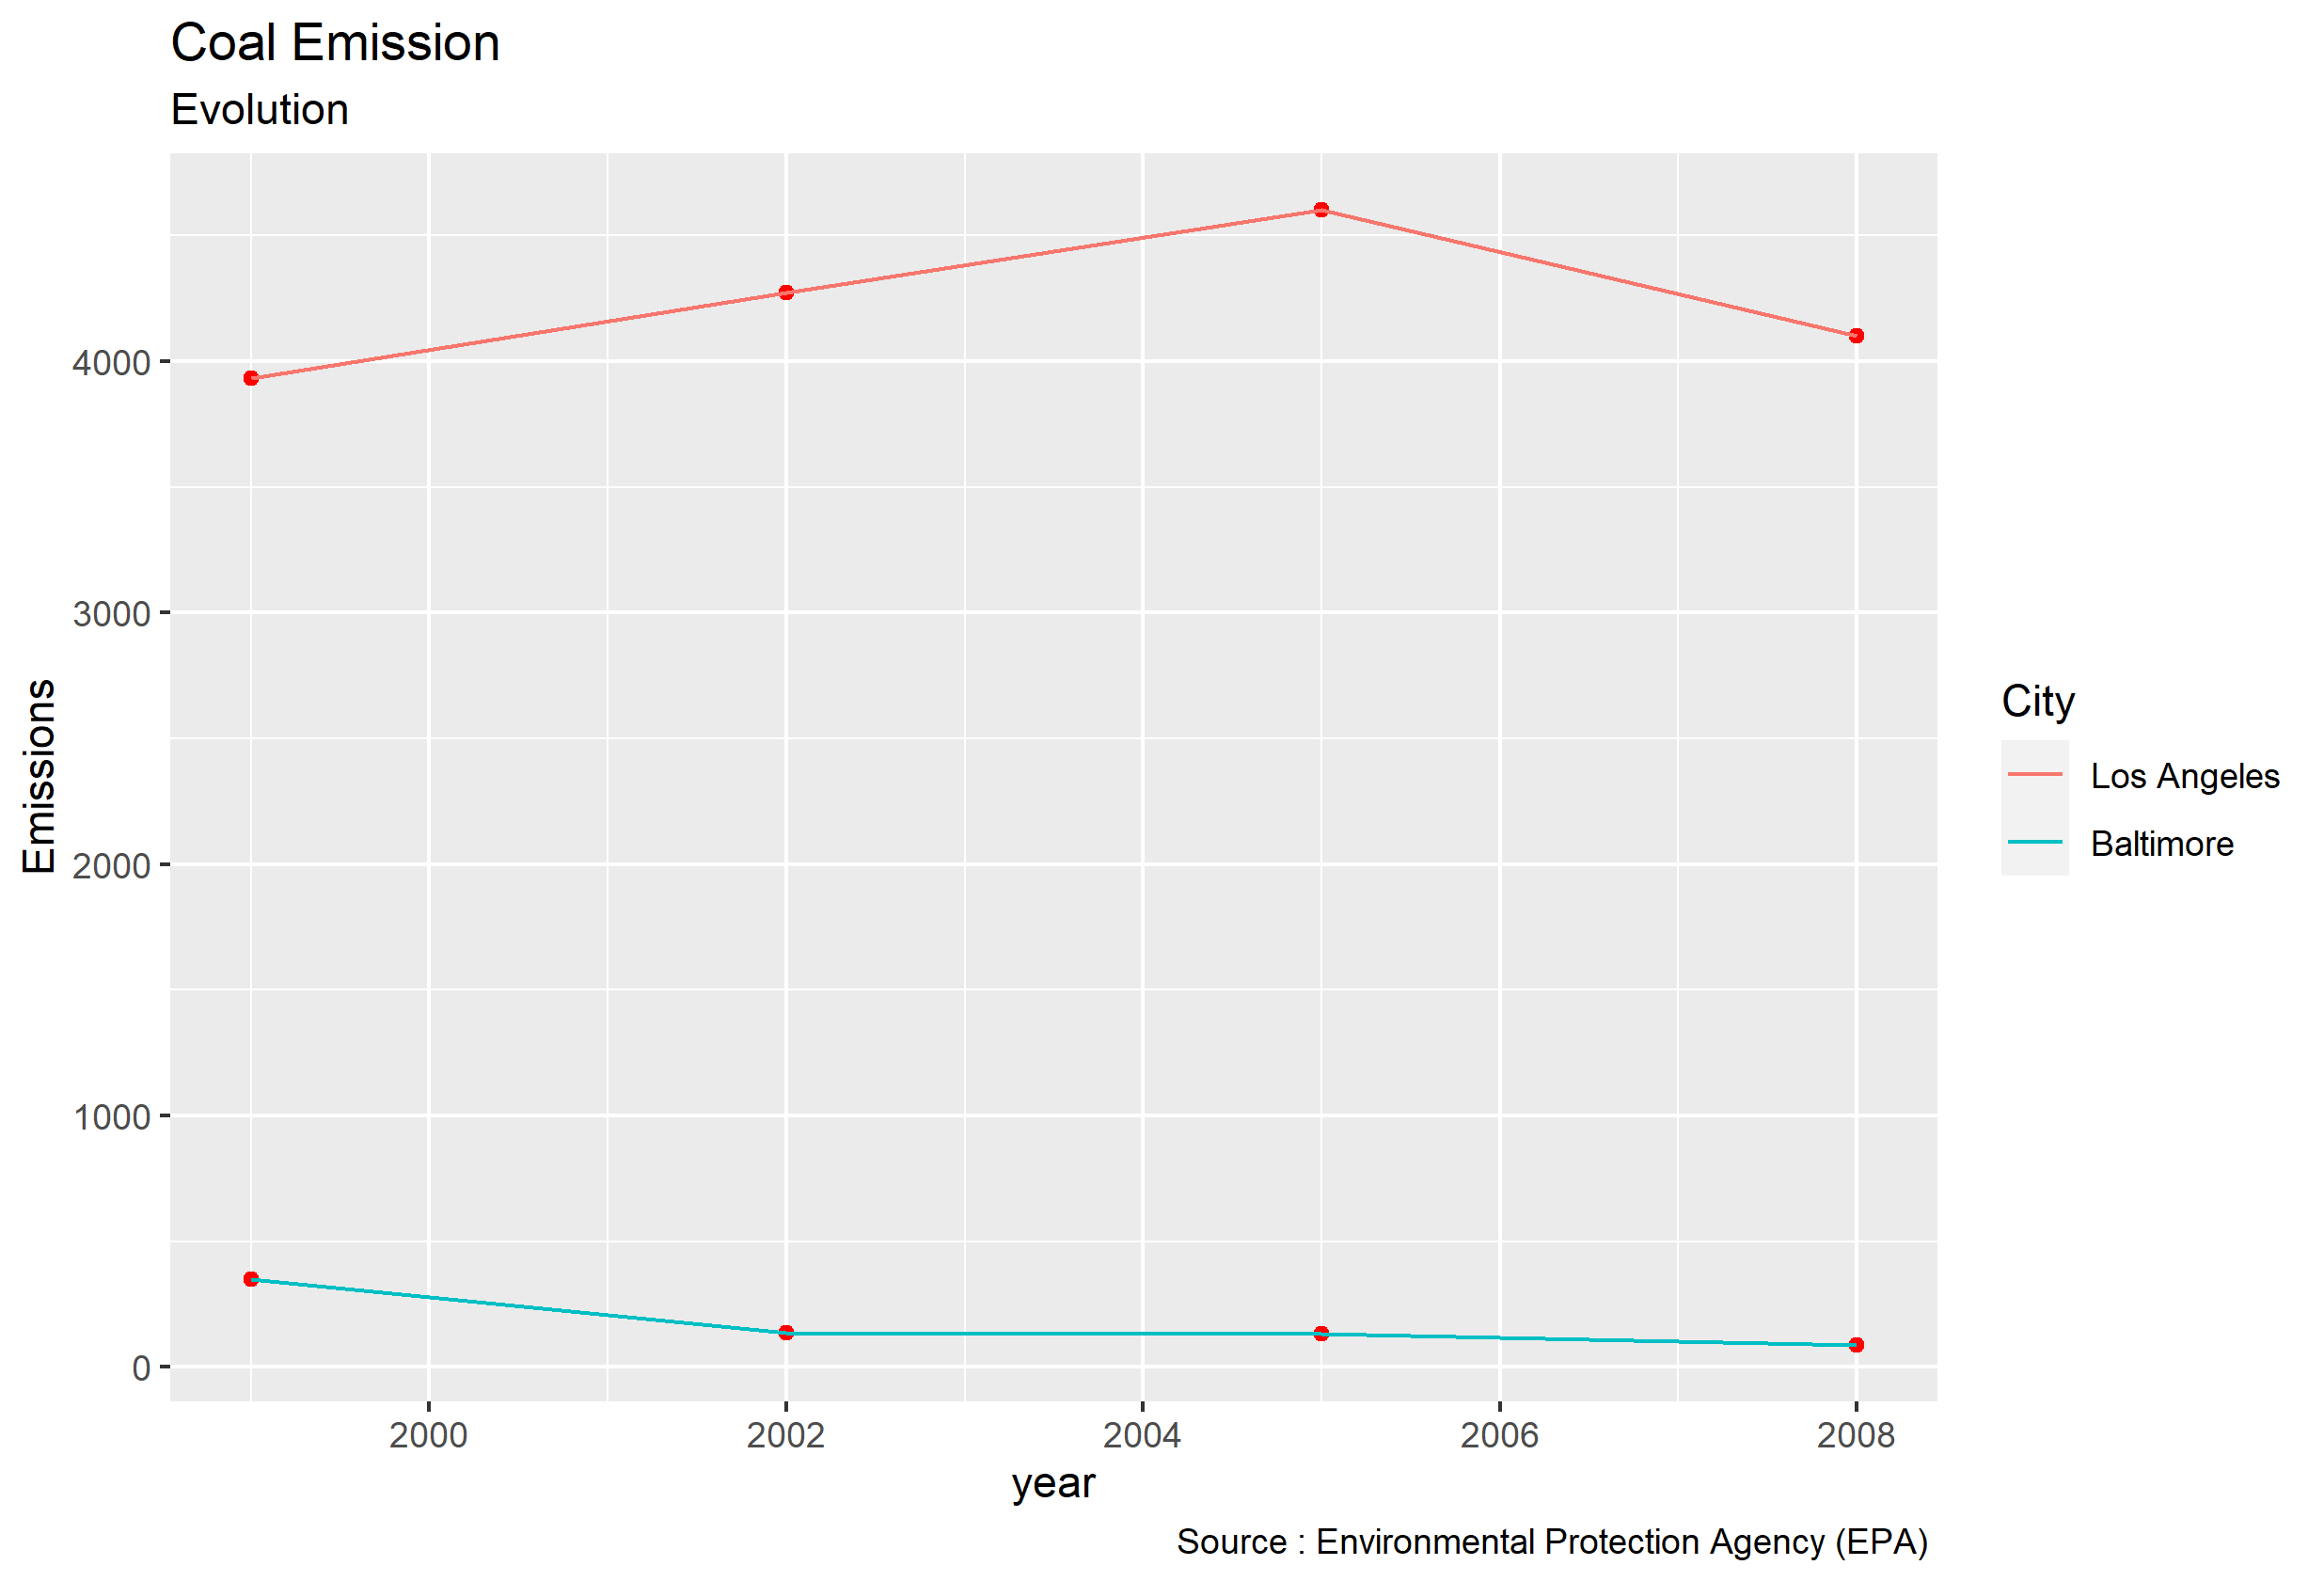 Coal Emission
Evolution
Emissions
4000
3000
2000
1000
0
2000 2002 2004 2006 2008
year
City
Los Angeles
Baltimore
Source : Environmental Protection Agency (EPA)